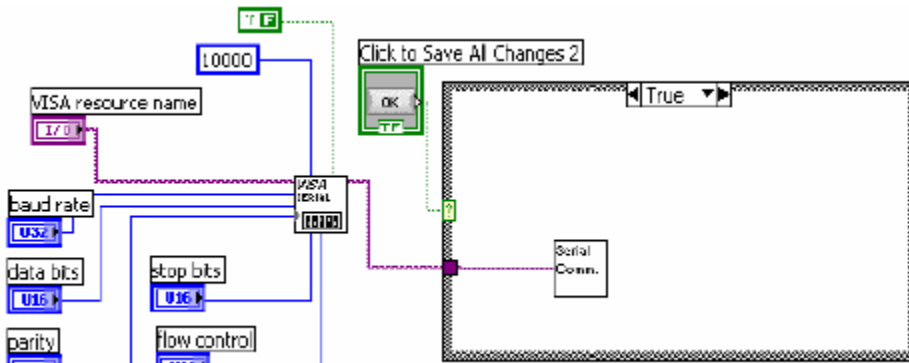 T F
10000
Click to Save All Changes 2
OK
TF
True
VISA resource name
I/O
VISA
SERIAL
baud rate
U32
?
Serial
Comm.
data bits
U16
stop bits
U16
parity
flow control